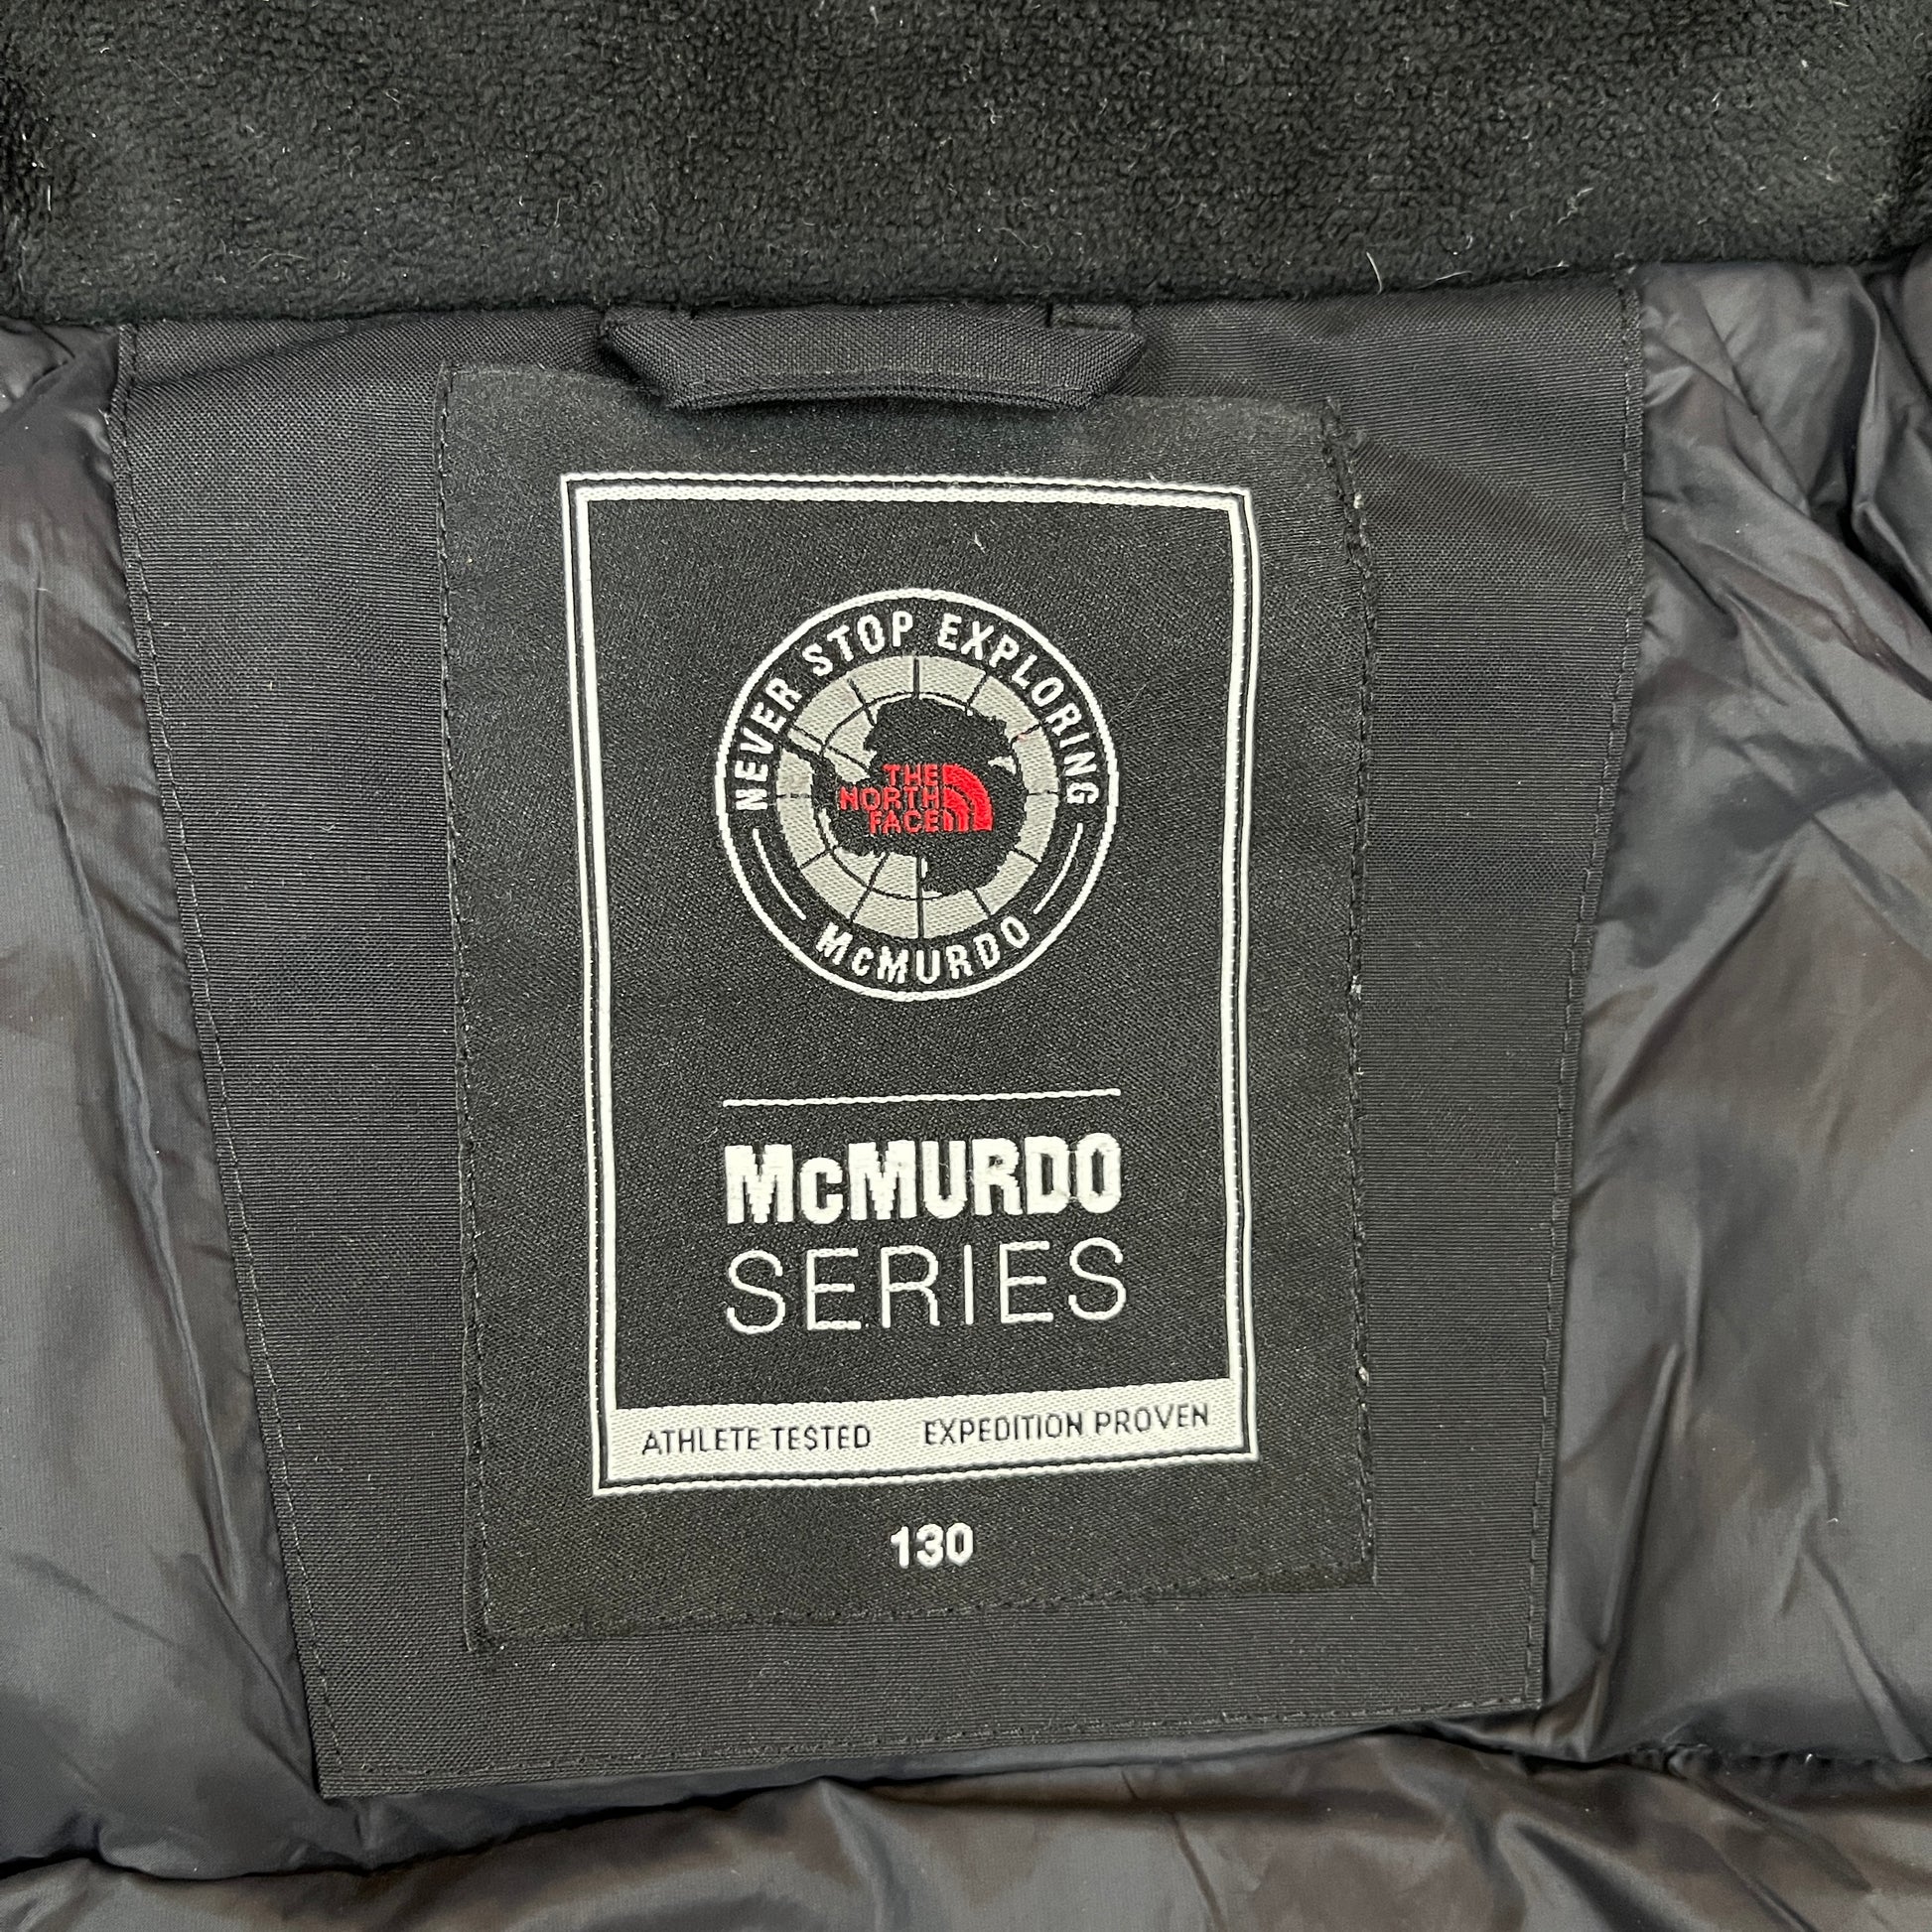 NEVER STOP EXPLORING
THE
NORTH
FACE
McMURDO
McMURDO
SERIES
ATHLETE TESTED EXPEDITION PROVEN
130